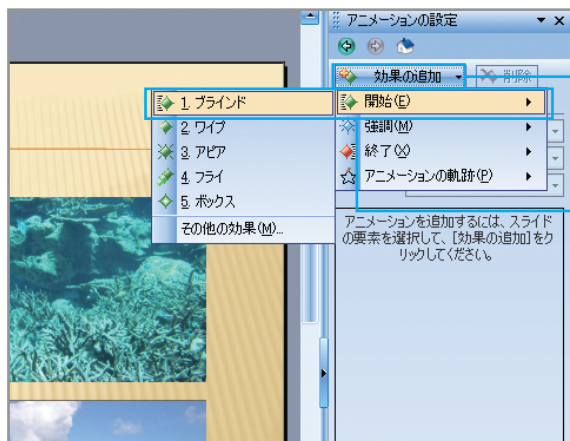 アニメーションの設定
効果の追加
削除
開始(E)
強調(M)
終了(X)
アニメーションの軌跡(P)
1. ブラインド
2. ワイプ
3. アピア
4. フライ
5. ボックス
その他の効果(M)...
アニメーションを追加するには、スライド
の要素を選択して、[効果の追加]をク
リックしてください。